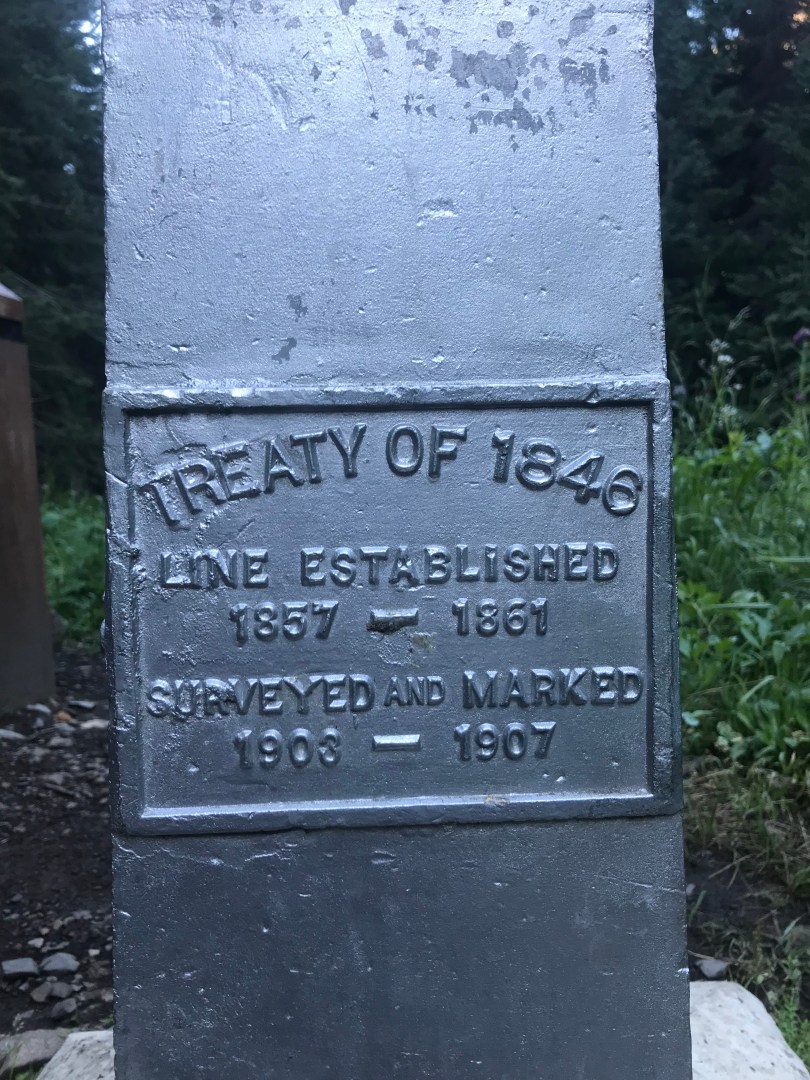 TREATY OF 1846
LINE ESTABLISHED
1857 — 1861
SURVEYED AND MARKED
1903 — 1907